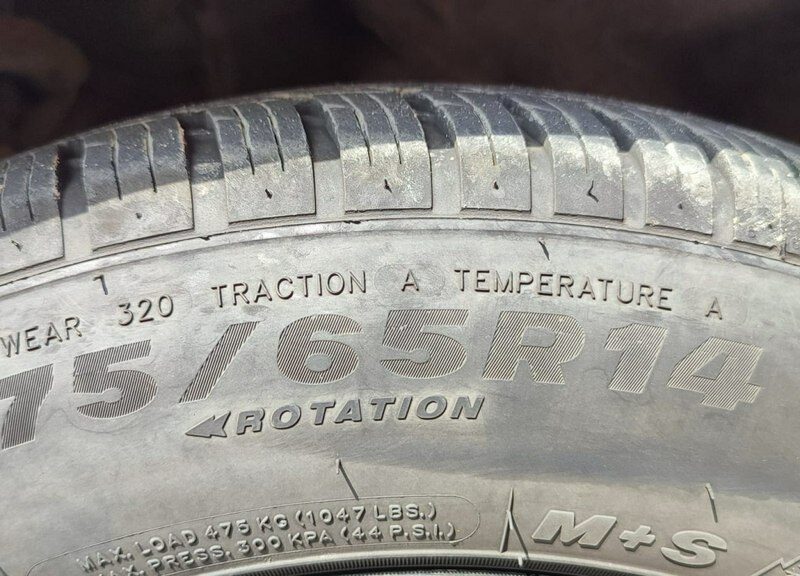 WEAR 320 TRACTION A TEMPERATURE A
75/65R14
ROTATION
MAX. LOAD 475 KG (1047 LBS.)
MAX. PRESS. 300 KPA (44 P.S.I.)
M+S